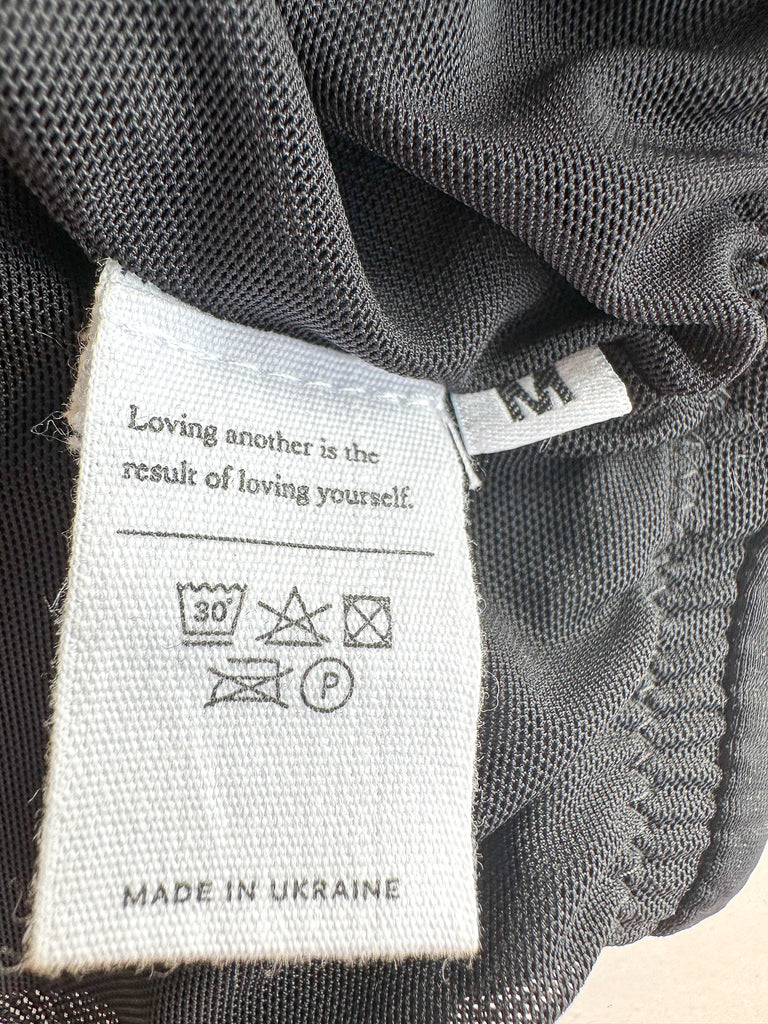 Loving another is the
result of loving yourself.
M
30°
P
MADE IN UKRAINE